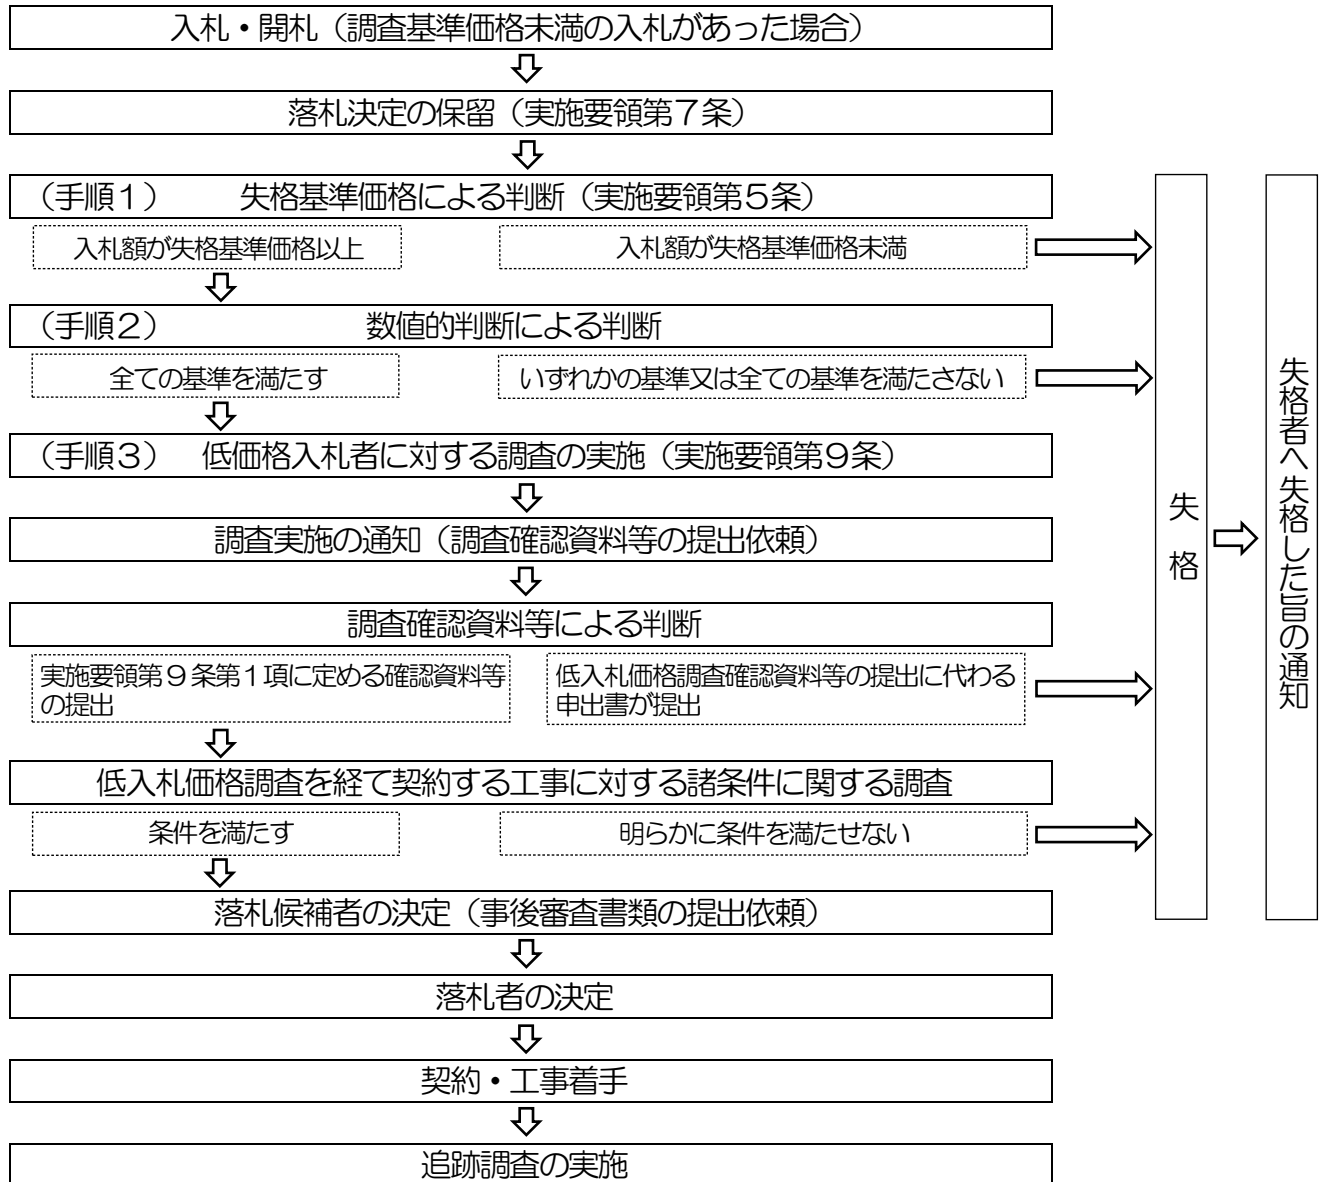 入札・開札（調査基準価格未満の入札があった場合）
落札決定の保留（実施要領第７条）
（手順１）　失格基準価格による判断（実施要領第５条）
入札額が失格基準価格以上
入札額が失格基準価格未満
（手順２）　数値的判断による判断
全ての基準を満たす
いずれかの基準又は全ての基準を満たさない
（手順３）　低価格入札者に対する調査の実施（実施要領第９条）
調査実施の通知（調査確認資料等の提出依頼）
調査確認資料等による判断
実施要領第９条第１項に定める確認資料等
の提出
低入札価格調査確認資料等の提出に代わる
申出書が提出
低入札価格調査を経て契約する工事に対する諸条件に関する調査
条件を満たす
明らかに条件を満たせない
落札候補者の決定（事後審査書類の提出依頼）
落札者の決定
契約・工事着手
追跡調査の実施
失格
失格者へ失格した旨の通知